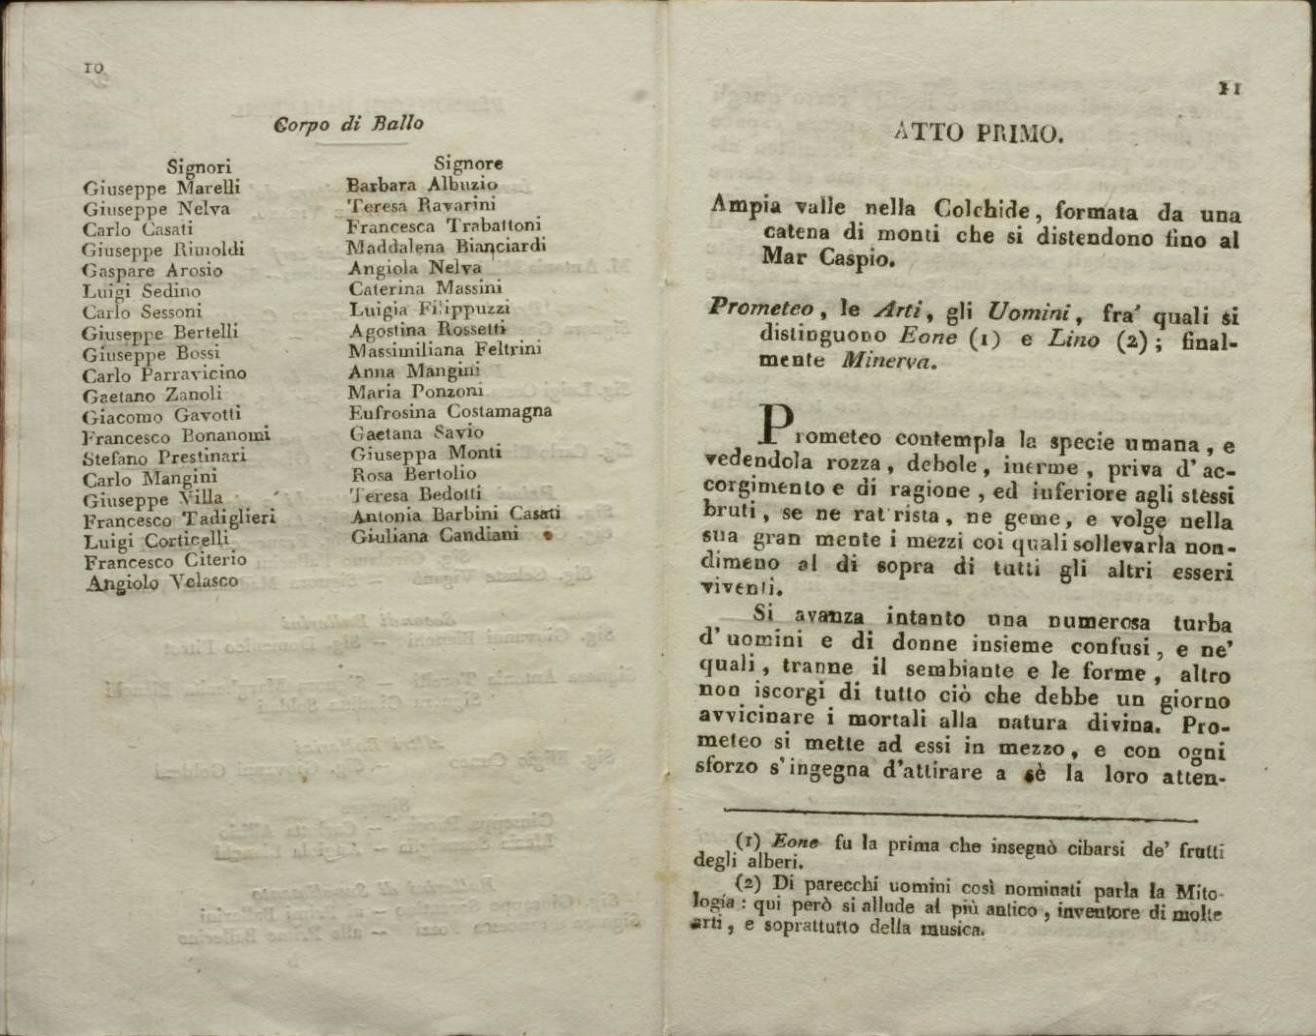 10
Corpo di Ballo
Signori
Giuseppe Marelli
Giuseppe Nelva
Carlo Casati
Giuseppe Rimoldi
Gaspare Arosio
Luigi Sedino
Carlo Sessoni
Giuseppe Bertelli
Giuseppe Bossi
Carlo Parravicino
Gaetano Zanoli
Giacomo Gavotti
Francesco Bonanomi
Stefano Prestinari
Carlo Mangini
Giuseppe Villa
Francesco Tadiglieri
Luigi Corticelli
Francesco Citerio
Angiolo Velasco
Signore
Barbara Albuzio
Teresa Ravarini
Francesca Trabattoni
Maddalena Bianciardi
Angiola Nelva
Caterina Massini
Luigia Filippuzzi
Agostina Rossetti
Massimiliana Feltrini
Anna Mangini
Maria Ponzoni
Eufrosina Costamagna
Gaetana Savio
Giuseppa Monti
Rosa Bertolio
Teresa Bedotti
Antonia Barbini Casati
Giuliana Candiani
11
ATTO PRIMO.
Ampia valle nella Colchide, formata da una
catena di monti che si distendono fino al
Mar Caspio.
Prometeo, le Arti, gli Uomini, fra' quali si
distinguono Eone (1) e Lino (2); final-
mente Minerva.
Prometeo contempla la specie umana, e
vedendola rozza, debole, inerme, priva d'ac-
corgimento e di ragione, ed inferiore agli stessi
bruti, se ne rattrista, ne geme, e volge nella
sua gran mente i mezzi coi quali sollevarla non-
dimeno al di sopra di tutti gli altri esseri
viventi.
Si avanza intanto una numerosa turba
d'uomini e di donne insieme confusi, e ne'
quali, tranne il sembiante e le forme, altro
non iscorgi di tutto ciò che debbe un giorno
avvicinare i mortali alla natura divina. Pro-
meteo si mette ad essi in mezzo, e con ogni
sforzo s'ingegna d'attirare a sè la loro atten-
(1) Eone fu la prima che insegnò cibarsi de' frutti
degli alberi.
(2) Di parecchi uomini così nominati parla la Mito-
logía: qui però si allude al più antico, inventore di molte
arti, e soprattutto della musica.